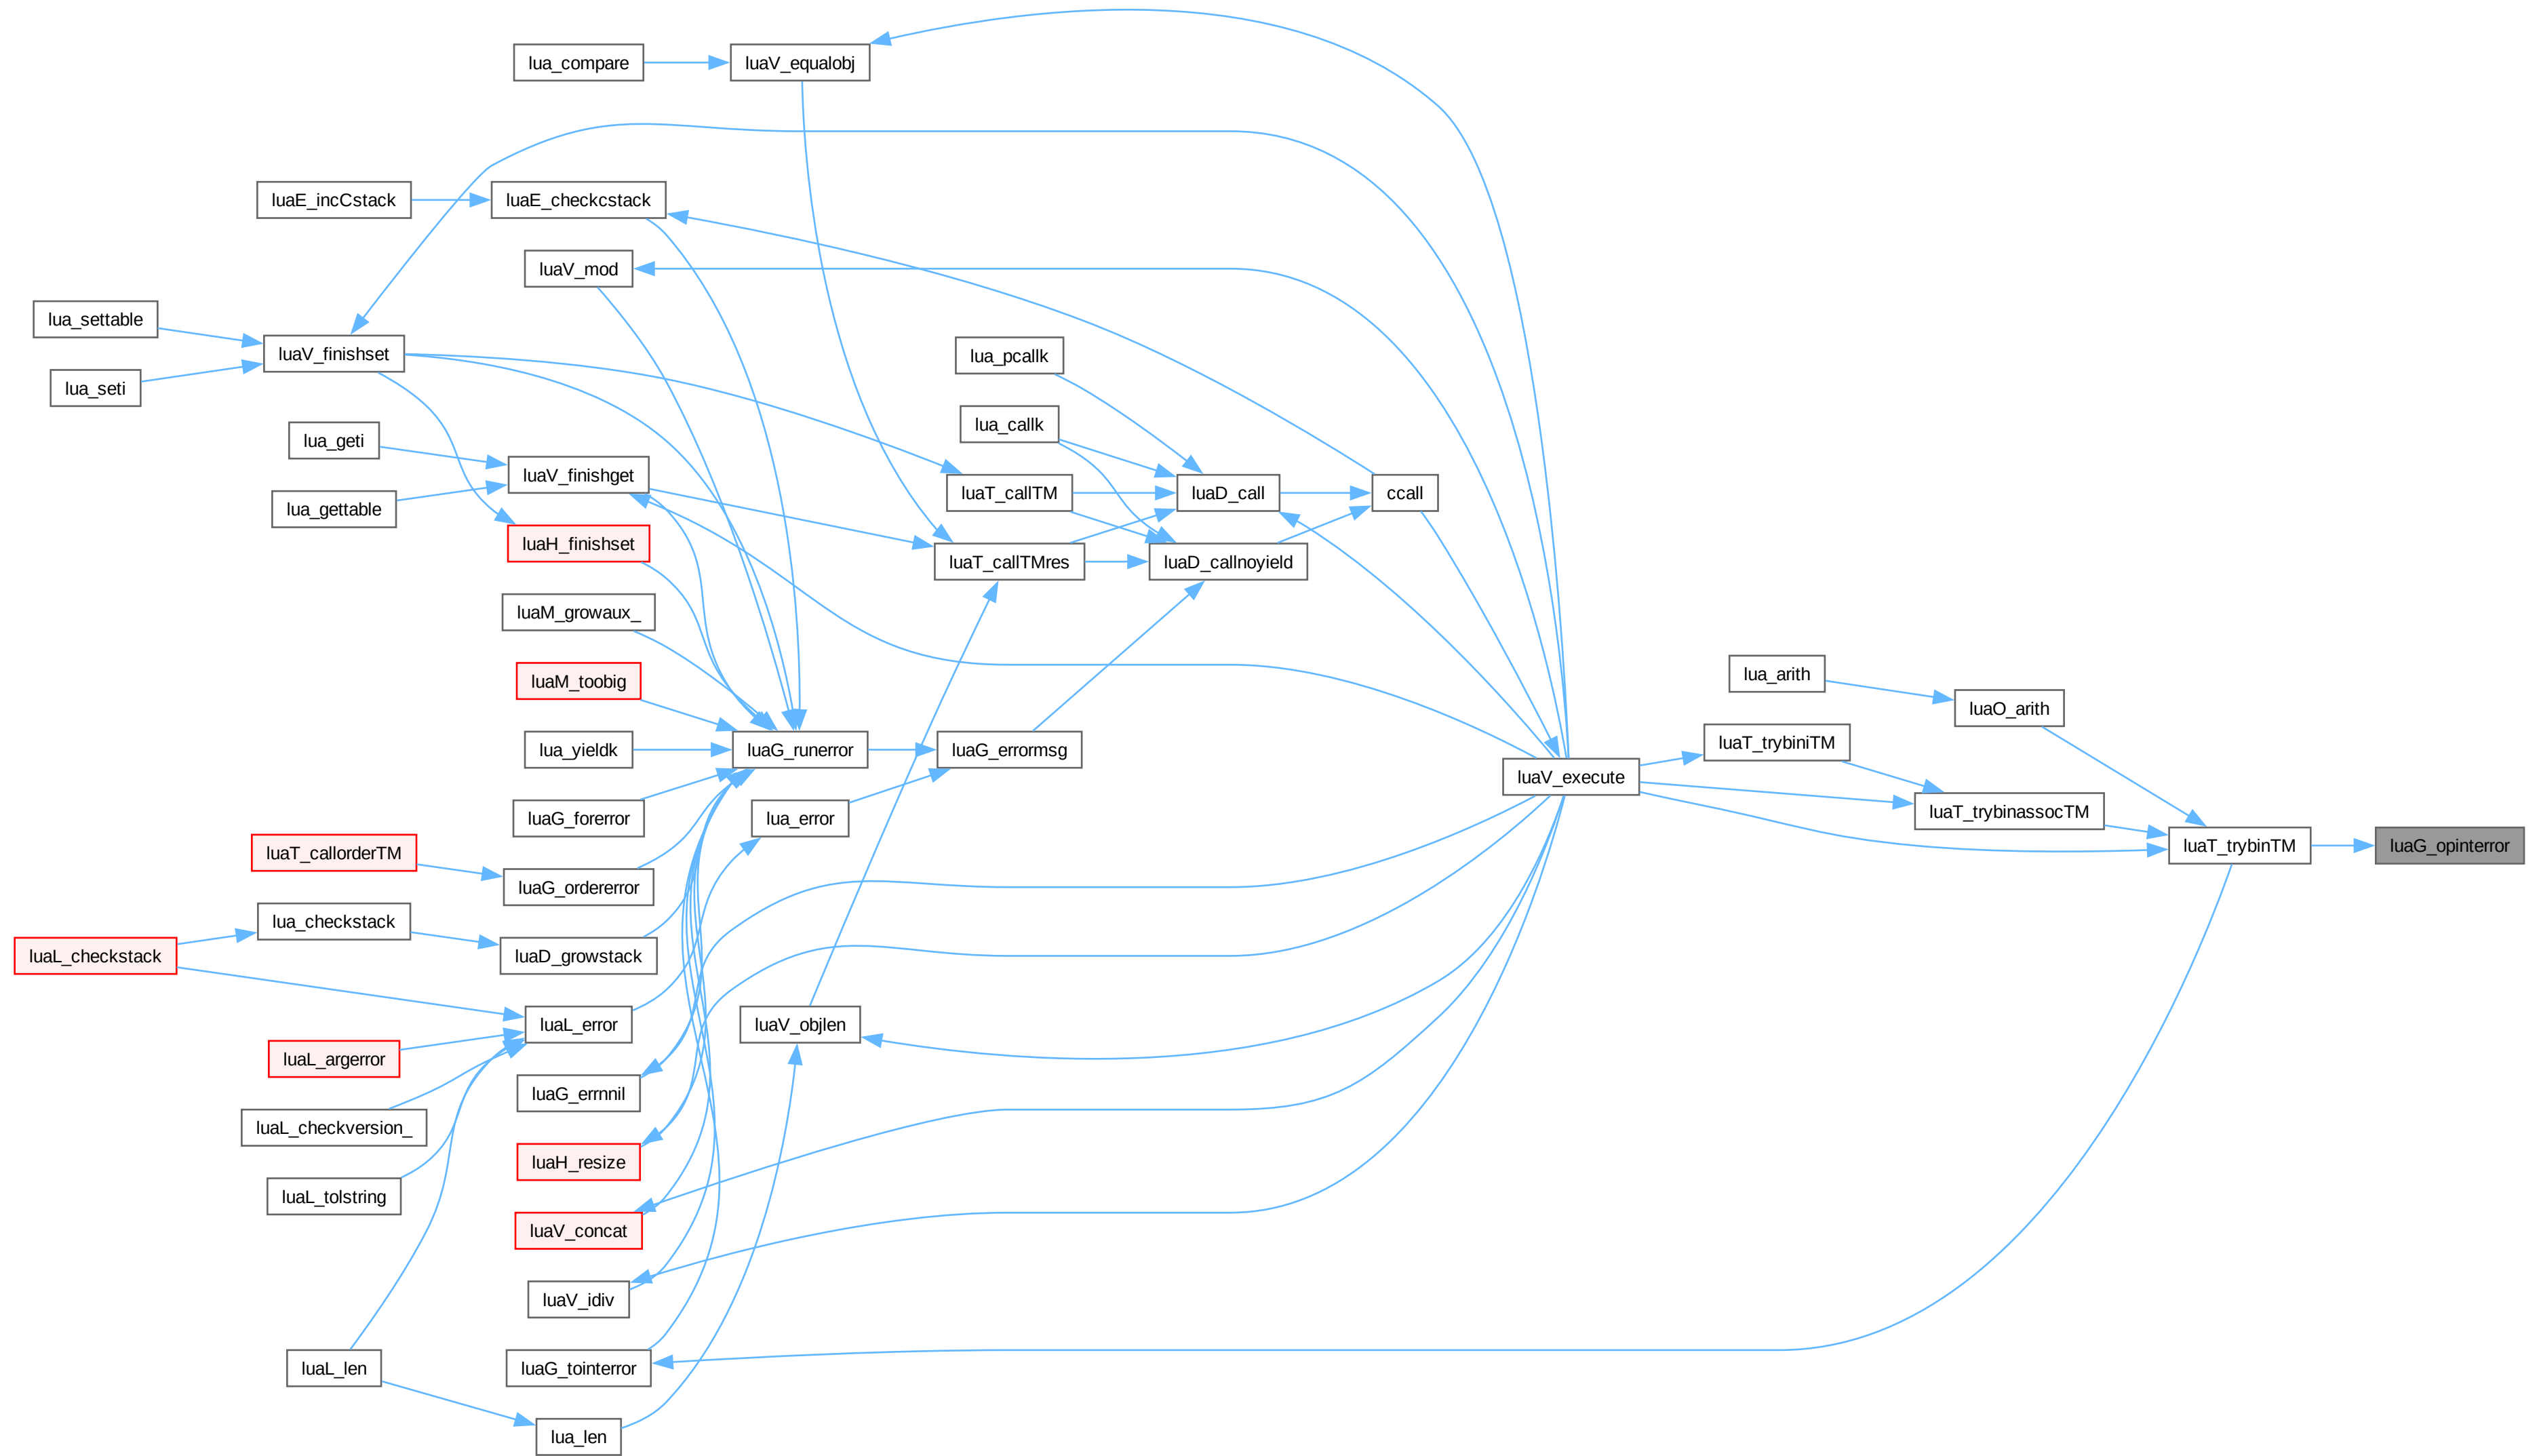 lua_compare
luaV_equalobj
luaE_incCstack
luaE_checkcstack
luaV_mod
lua_settable
luaV_finishset
lua_seti
lua_pcallk
lua_callk
lua_geti
luaV_finishget
lua_gettable
luaT_callTM
luaD_call
ccall
luaH_finishset
luaT_callTMres
luaD_callnoyield
luaM_growaux_
luaM_toobig
lua_arith
luaO_arith
lua_yieldk
luaG_runerror
luaG_errormsg
luaT_trybiniTM
luaV_execute
luaG_forerror
lua_error
luaT_trybinassocTM
luaT_callorderTM
luaT_trybinTM
luaG_opinterror
luaG_ordererror
lua_checkstack
luaL_checkstack
luaD_growstack
luaL_error
luaV_objlen
luaL_argerror
luaG_errnnil
luaL_checkversion_
luaH_resize
luaL_tolstring
luaV_concat
luaV_idiv
luaL_len
luaG_tointerror
lua_len